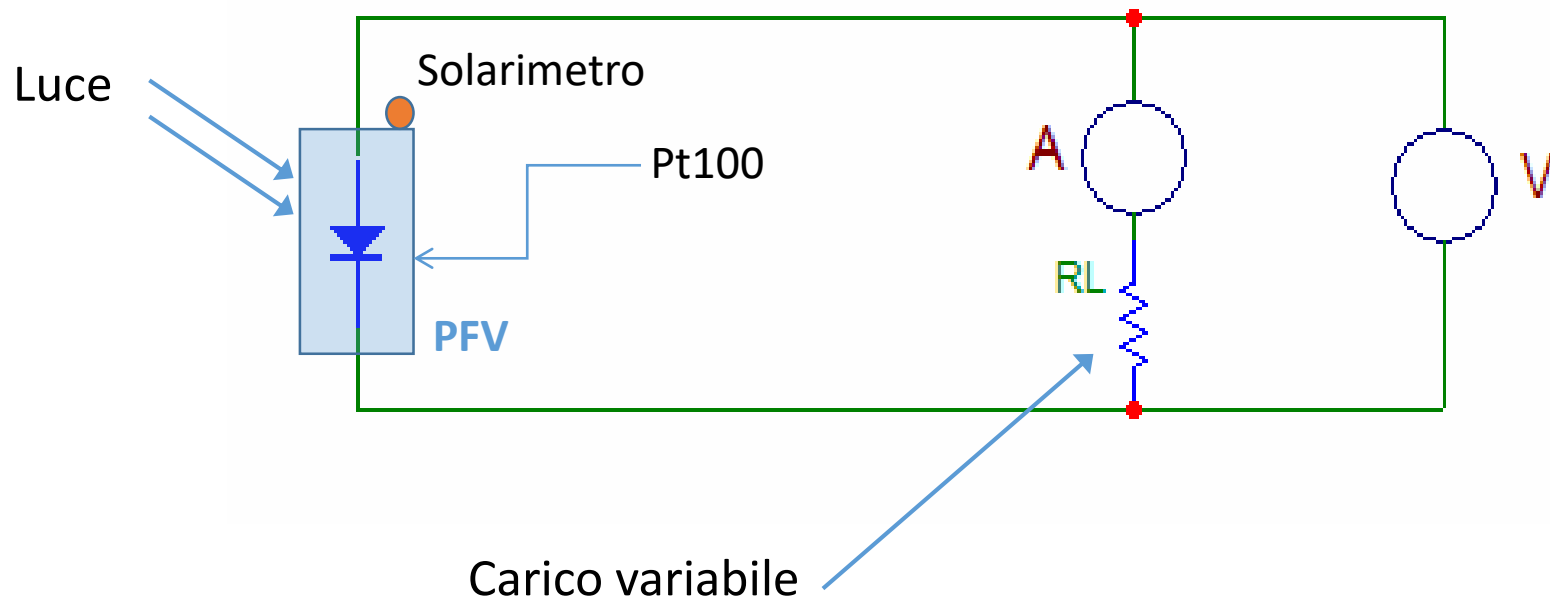 Solarimetro
Luce
A
Pt100
V
RL
PFV
Carico variabile